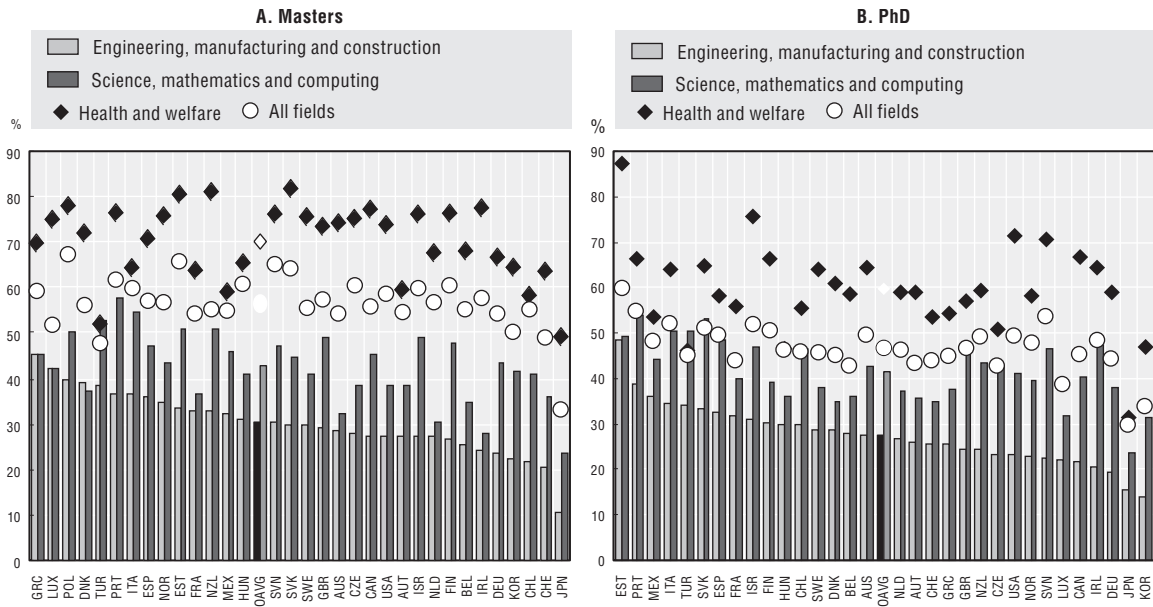 A. Masters
Engineering, manufacturing and construction
Science, mathematics and computing
Health and welfare All fields
%
90
80
70
60
50
40
30
20
10
0
GRC LUX POL DNK TUR PRT ITA ESP NOR EST FRA NZL MEX HUN OAVG SVN SVK SWE GBR AUS CZE CAN USA AUT ISR NLD FIN BEL IRL DEU KOR CHL CHE JPN
B. PhD
Engineering, manufacturing and construction
Science, mathematics and computing
Health and welfare All fields
%
90
80
70
60
50
40
30
20
10
0
EST PRT MEX ITA TUR SVK ESP FRA ISR FIN HUN CHL SWE DNK BEL AUS OAVG NLD AUT CHE GRC GBR NZL CZE USA NOR SVN LUX CAN IRL DEU JPN KOR